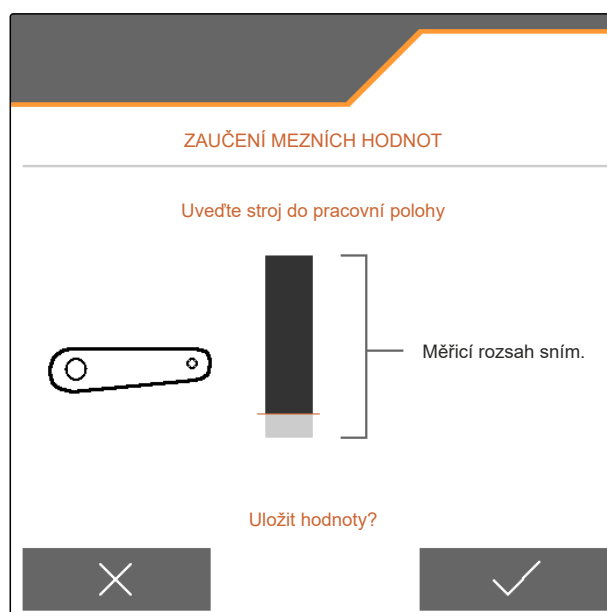 ZAUČENÍ MEZNÍCH HODNOT
Uveďte stroj do pracovní polohy
Měřicí rozsah sním.
Uložit hodnoty?